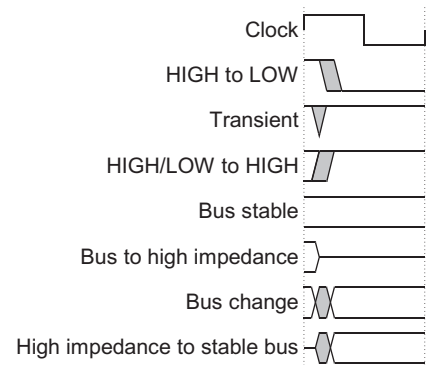 Clock
HIGH to LOW
Transient
HIGH/LOW to HIGH
Bus stable
Bus to high impedance
Bus change
High impedance to stable bus